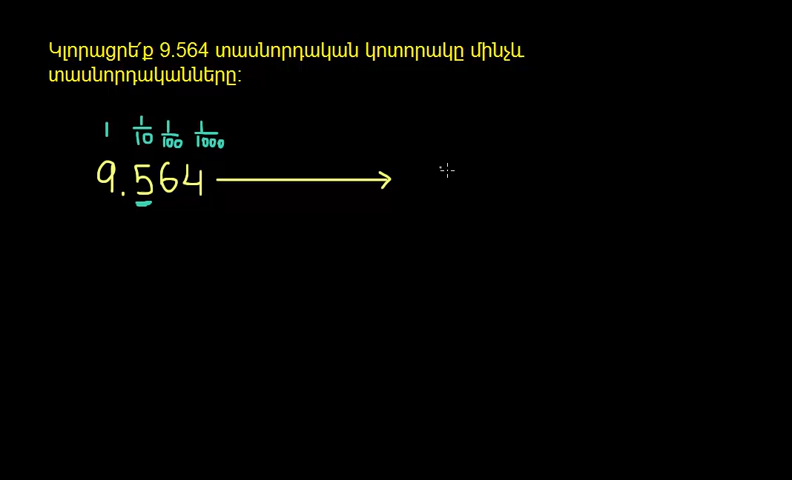 Կլորացրե՛ք 9.564 տասնորդական կոտորակը մինչև
տասնորդականները:
1 1/10 1/100 1/1000
9.564